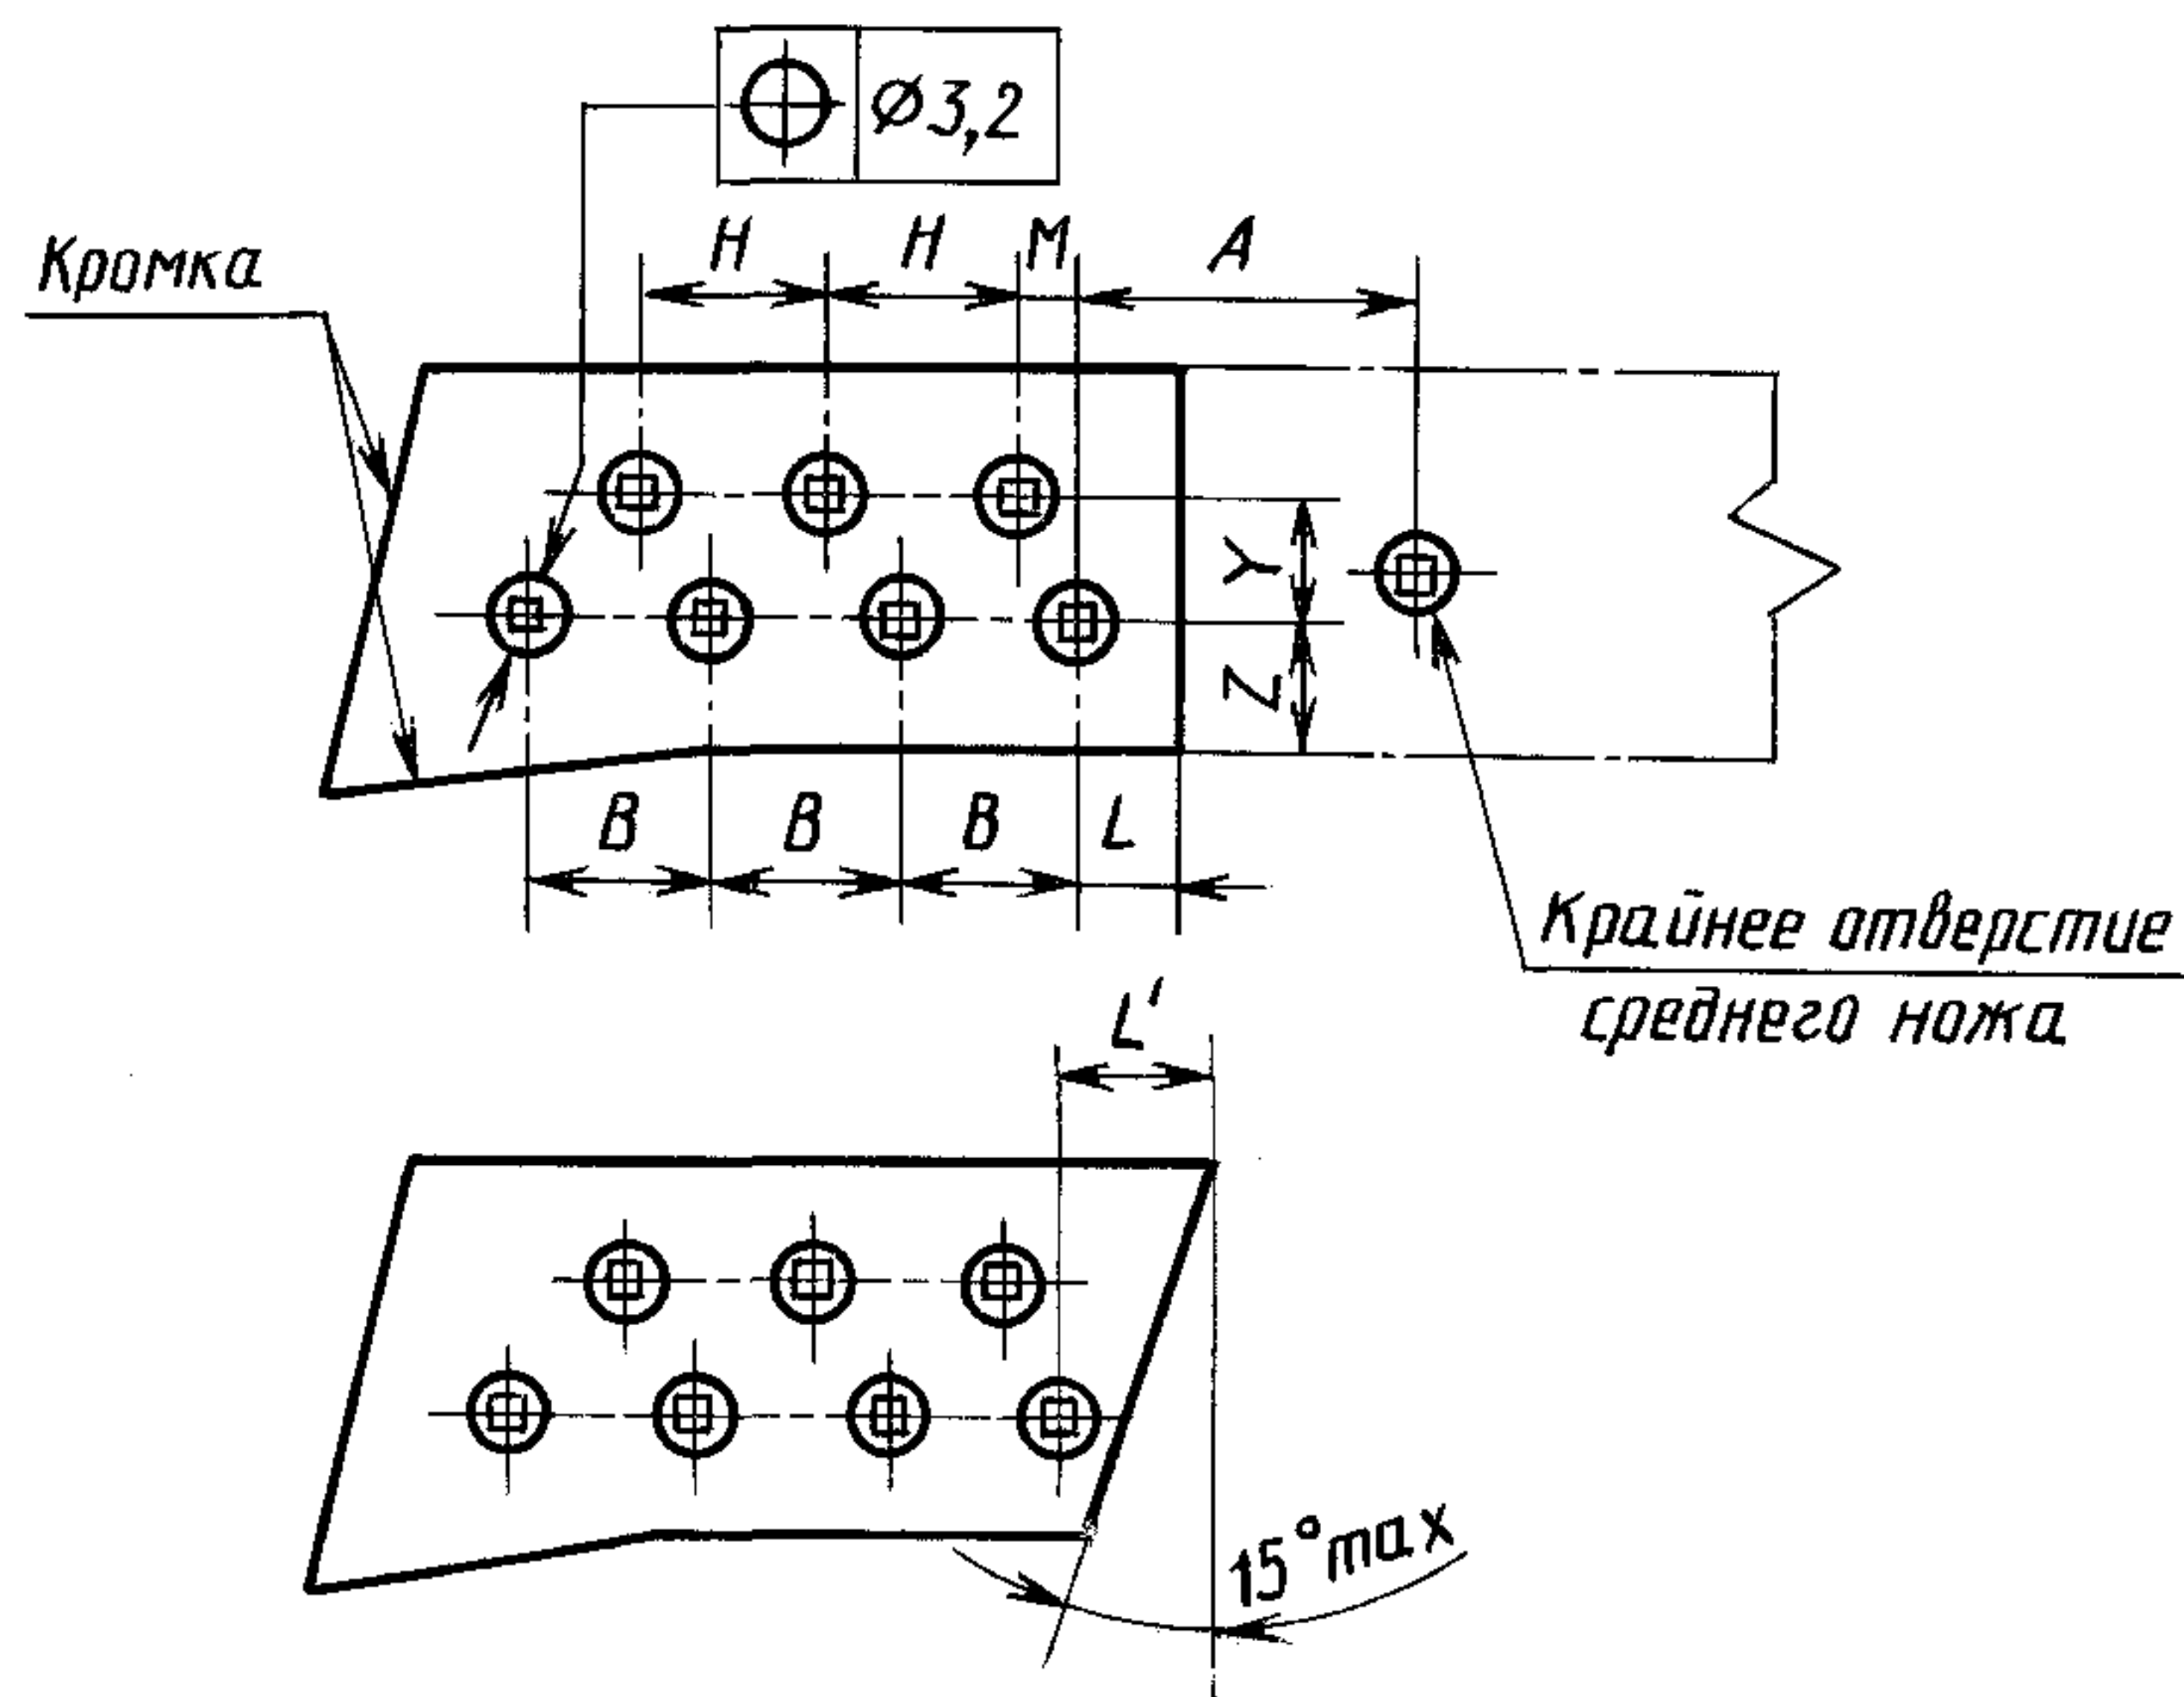 ⌀3,2
H H M A
Кромка
Y
Z
B B B L
Крайнее отверстие
среднего ножа
L'
15°max